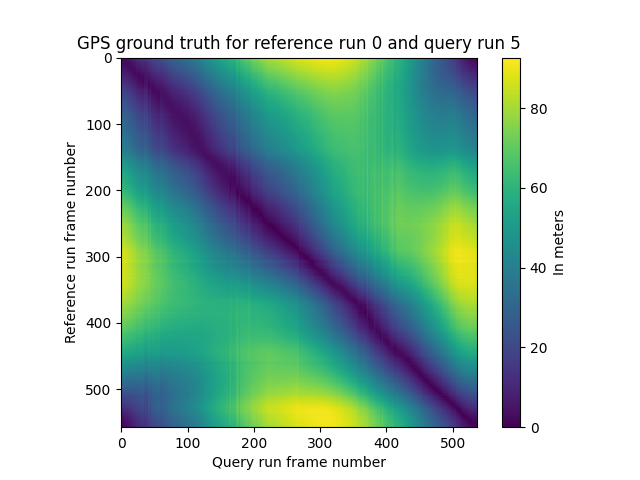 GPS ground truth for reference run 0 and query run 5
0
100
200
300
400
500
Reference run frame number
0 100 200 300 400 500
Query run frame number
80
60
40
20
0
In meters